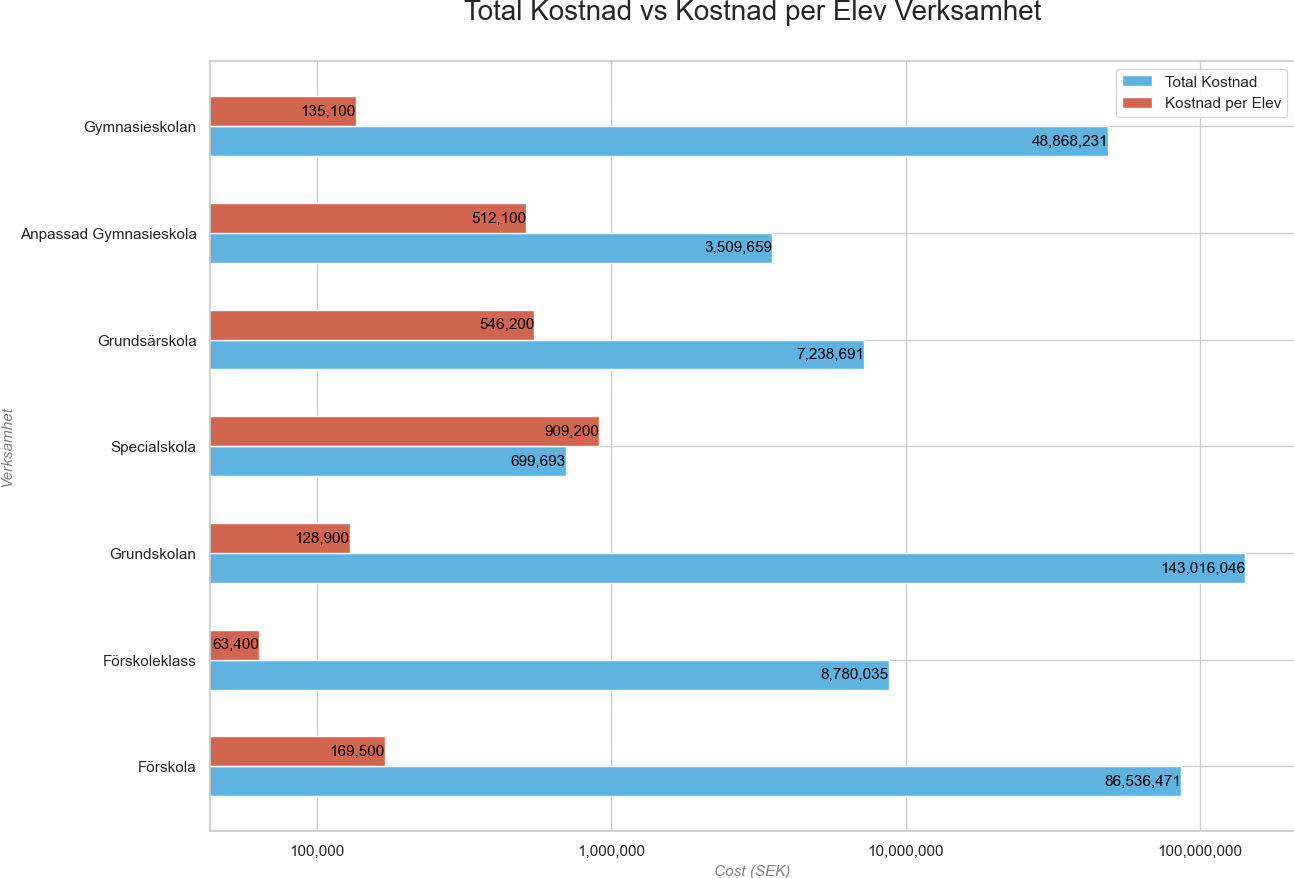 Total Kostnad vs Kostnad per Elev Verksamhet
Total Kostnad
Kostnad per Elev
Gymnasieskolan
135,100
48,868,231
Anpassad Gymnasieskola
512,100
3,509,659
Grundsärskola
546,200
7,238,691
Specialskola
909,200
699,693
Grundskolan
128,900
143,016,046
Förskoleklass
63,400
8,780,035
Förskola
169,500
86,536,471
Verksamhet
100,000
1,000,000
10,000,000
100,000,000
Cost (SEK)